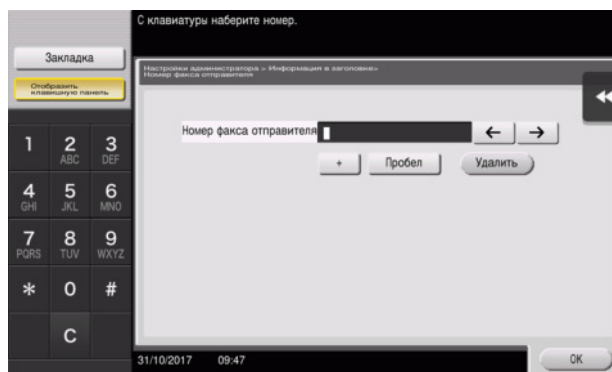 С клавиатуры наберите номер.
Закладка
Отобразить
клавишную панель
Настройки администратора > Информация в заголовке>
Номер факса отправителя
Номер факса отправителя
← →
+ Пробел Удалить
1 2 3
ABC DEF
4 5 6
GHI JKL MNO
7 8 9
PQRS TUV WXYZ
* 0 #
C
31/10/2017 09:47
OK